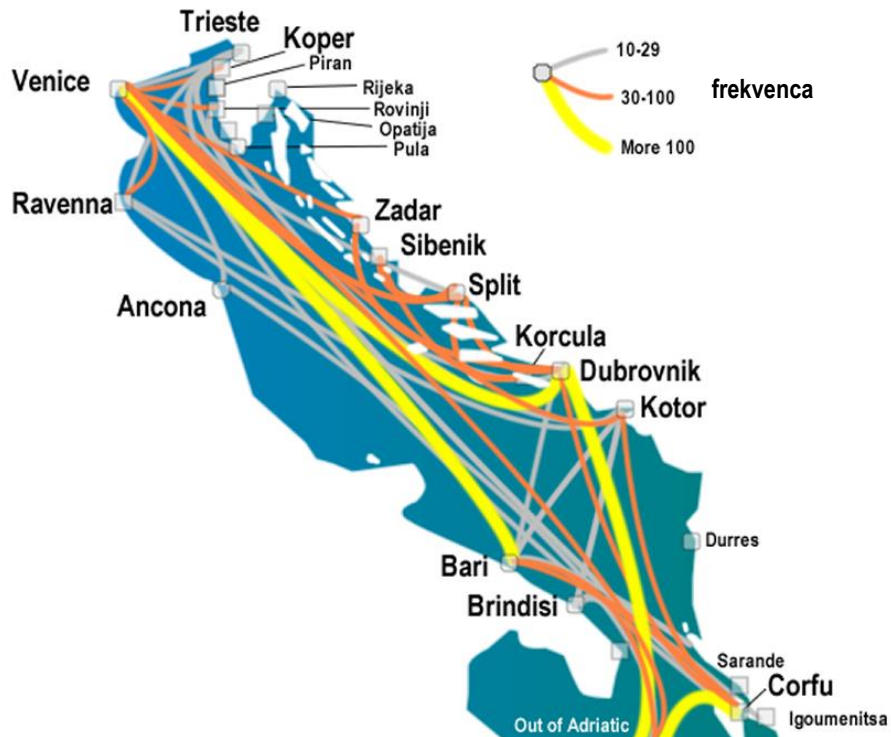 Trieste
Koper
Piran
Venice
Rijeka
Rovinji
Opatija
Pula
10-29
30-100
frekvenca
More 100
Ravenna
Zadar
Sibenik
Ancona
Split
Korcula
Dubrovnik
Kotor
Durres
Bari
Brindisi
Sarande
Corfu
Igoumenitsa
Out of Adriatic